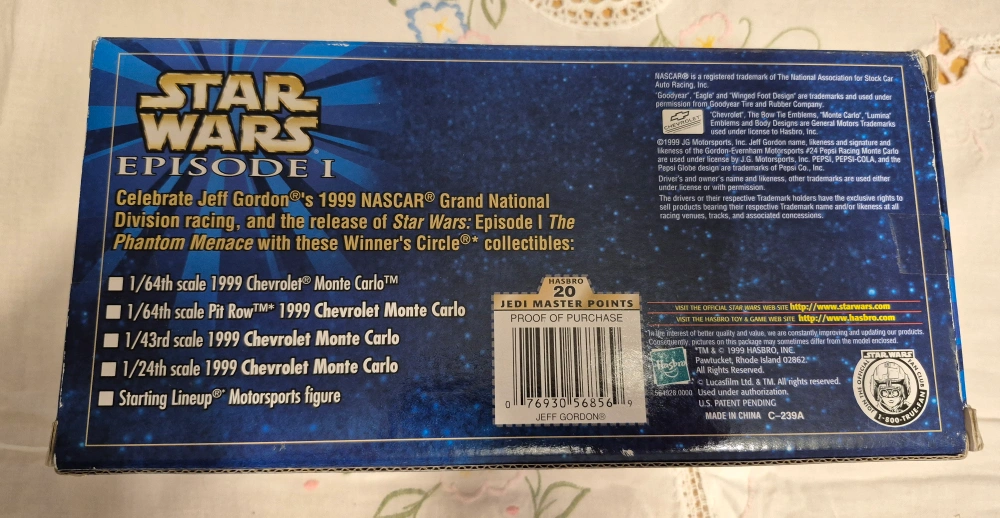 STAR
WARS
EPISODE I
Celebrate Jeff Gordon®'s 1999 NASCAR® Grand National
Division racing, and the release of Star Wars: Episode I The
Phantom Menace with these Winner's Circle®* collectibles:
1/64th scale 1999 Chevrolet® Monte Carlo™
1/64th scale Pit Row™* 1999 Chevrolet Monte Carlo
1/43rd scale 1999 Chevrolet Monte Carlo
1/24th scale 1999 Chevrolet Monte Carlo
Starting Lineup®* Motorsports figure
HASBRO
20
JEDI MASTER POINTS
PROOF OF PURCHASE
0 76930 56856 9
JEFF GORDON®
NASCAR® is a registered trademark of The National Association for Stock Car
Auto Racing, Inc.
"Goodyear", "Eagle" and "Winged Foot Design" are trademarks and used under
permission from Goodyear Tire and Rubber Company.
CHEVROLET
"Chevrolet", The Bow Tie Emblems, "Monte Carlo", "Lumina"
Emblems and Body Designs are General Motors Trademarks
used under license to Hasbro, Inc.
©1999 JG Motorsports, Inc. Jeff Gordon name, likeness and signature and
likeness of the Gordon-Evernham Motorsports #24 Pepsi Racing Monte Carlo
are used under license by J.G. Motorsports, Inc. PEPSI, PEPSI-COLA, and the
Pepsi Globe design are trademarks of Pepsi Co., Inc.
Driver's and owner's name and likeness, other trademarks are used either
under license or with permission.
The drivers or their respective Trademark holders have the exclusive rights to
sell products bearing their respective Trademark name and/or likeness at all
racing venues, tracks, and associated concessions.
VISIT THE OFFICIAL STAR WARS WEB SITE http://www.starwars.com
VISIT THE HASBRO TOY & GAME WEB SITE http://www.hasbro.com
In the interest of better quality and value, we are constantly improving and updating our products.
Consequently, pictures on this package may sometimes differ from the model enclosed.
Hasbro
*TM & © 1999 HASBRO, INC.
Pawtucket, Rhode Island 02862.
All Rights Reserved.
© Lucasfilm Ltd. & TM. All rights reserved.
564928.0000 Used under authorization.
U.S. PATENT PENDING
MADE IN CHINA C-239A
STAR WARS
JOIN THE OFFICIAL FAN CLUB
1-800-TRUE-FAN